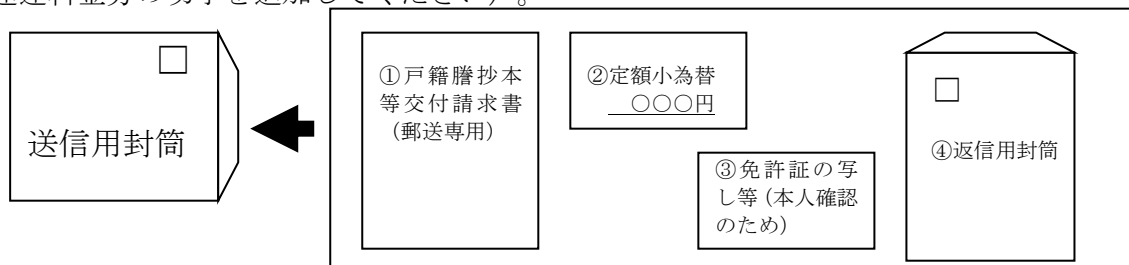 送信用封筒
①戸籍謄抄本
等交付請求書
(郵送専用)
②定額小為替
○○○円
③免許証の写
し等(本人確認
のため)
④返信用封筒